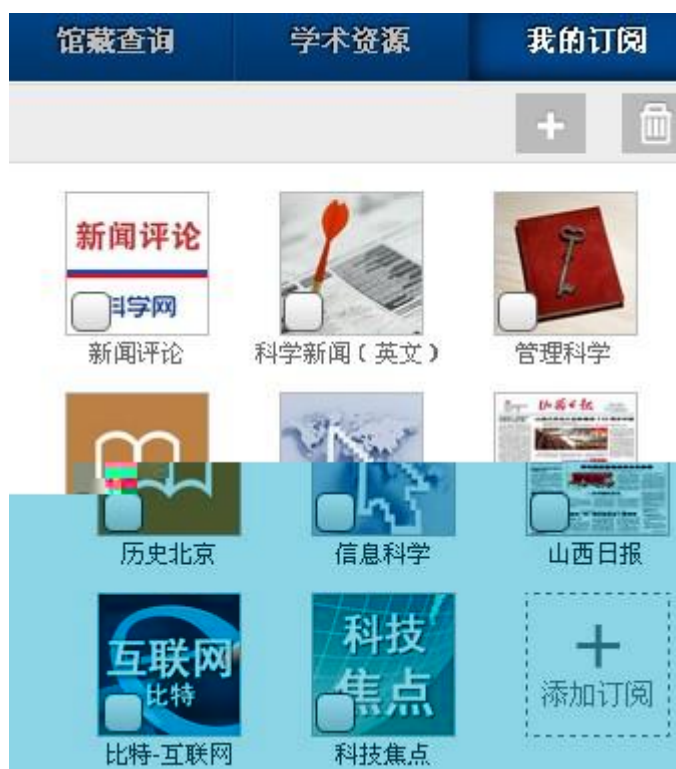 馆藏查询 学术资源 我的订阅
新闻评论
科学网
新闻评论 科学新闻(英文) 管理科学
山西日报
历史北京 信息科学 山西日报
互联网 科技
比特 焦点 添加订阅
比特-互联网 科技焦点